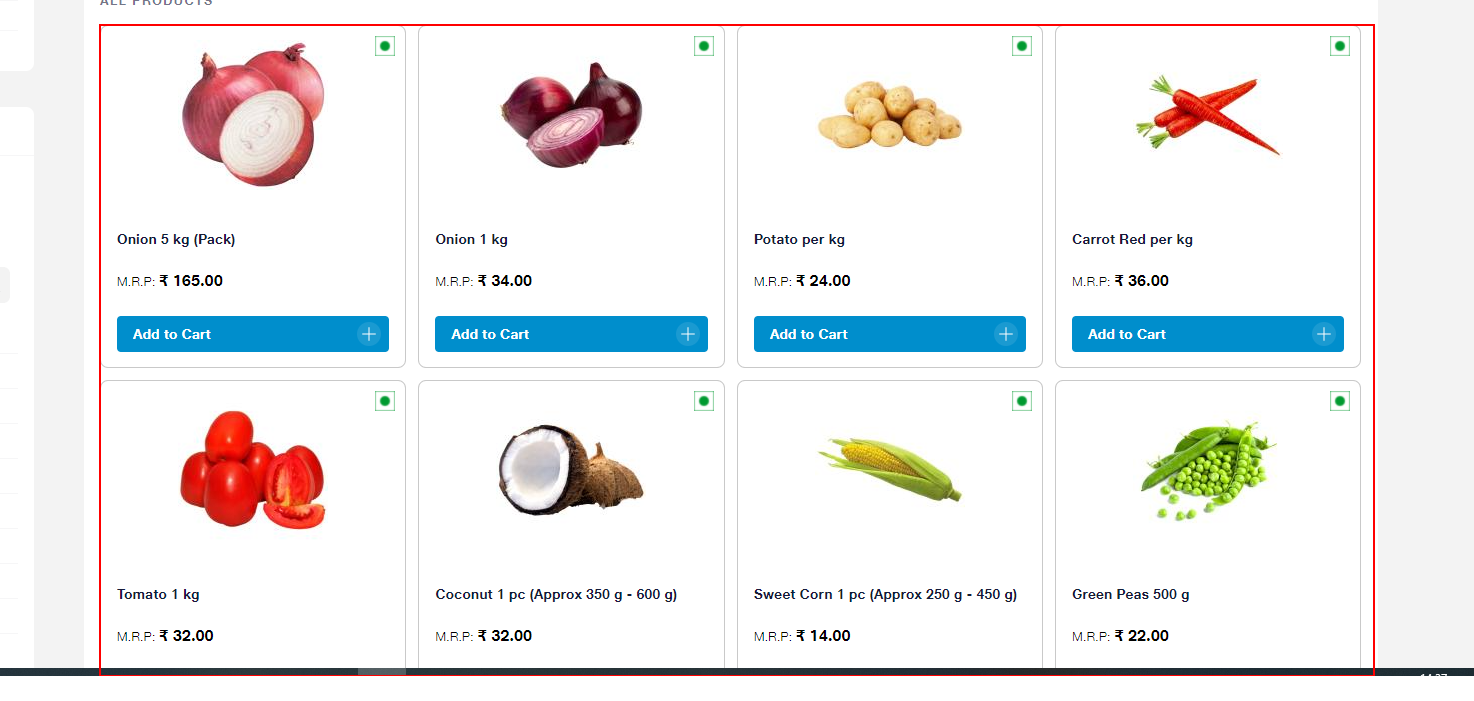 ALL PRODUCTS
Onion 5 kg (Pack)
M.R.P: ₹ 165.00
Add to Cart
Onion 1 kg
M.R.P: ₹ 34.00
Add to Cart
Potato per kg
M.R.P: ₹ 24.00
Add to Cart
Carrot Red per kg
M.R.P: ₹ 36.00
Add to Cart
Tomato 1 kg
M.R.P: ₹ 32.00
Coconut 1 pc (Approx 350 g - 600 g)
M.R.P: ₹ 32.00
Sweet Corn 1 pc (Approx 250 g - 450 g)
M.R.P: ₹ 14.00
Green Peas 500 g
M.R.P: ₹ 22.00